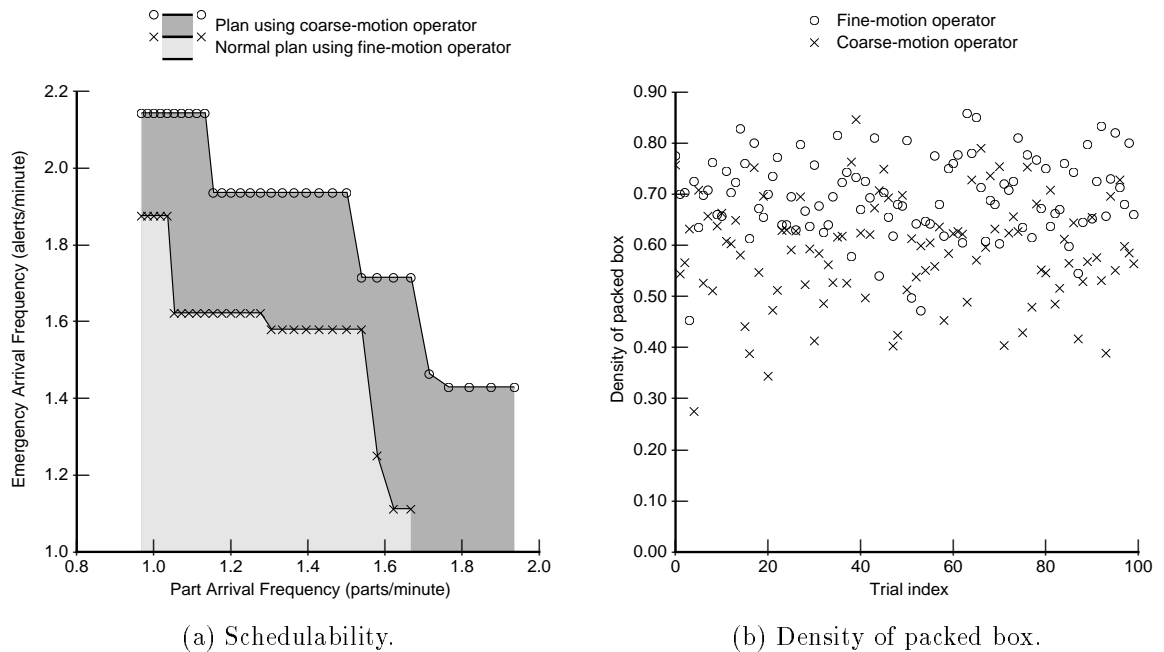 Plan using coarse-motion operator
Normal plan using fine-motion operator
2.2
2.0
1.8
1.6
1.4
1.2
1.0
Emergency Arrival Frequency (alerts/minute)
0.8 1.0 1.2 1.4 1.6 1.8 2.0
Part Arrival Frequency (parts/minute)
(a) Schedulability.
Fine-motion operator
Coarse-motion operator
0.90
0.80
0.70
0.60
0.50
0.40
0.30
0.20
0.10
0.00
Density of packed box
0 20 40 60 80 100
Trial index
(b) Density of packed box.